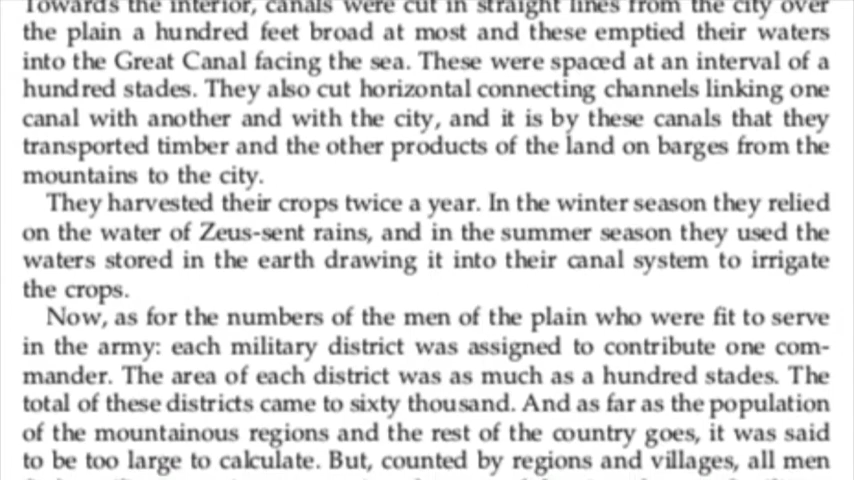 Towards the interior, canals were cut in straight lines from the city over
the plain a hundred feet broad at most and these emptied their waters
into the Great Canal facing the sea. These were spaced at an interval of a
hundred stades. They also cut horizontal connecting channels linking one
canal with another and with the city, and it is by these canals that they
transported timber and the other products of the land on barges from the
mountains to the city.
They harvested their crops twice a year. In the winter season they relied
on the water of Zeus-sent rains, and in the summer season they used the
waters stored in the earth drawing it into their canal system to irrigate
the crops.
Now, as for the numbers of the men of the plain who were fit to serve
in the army: each military district was assigned to contribute one com-
mander. The area of each district was as much as a hundred stades. The
total of these districts came to sixty thousand. And as far as the population
of the mountainous regions and the rest of the country goes, it was said
to be too large to calculate. But, counted by regions and villages, all men